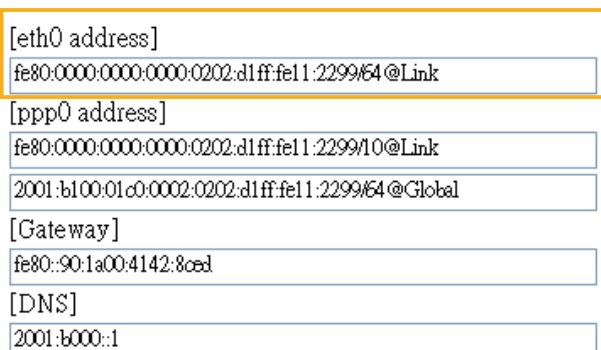 [eth0 address]
fe80:0000:0000:0000:0202:d1ff:fe11:2299/64@Link
[ppp0 address]
fe80:0000:0000:0000:0202:d1ff:fe11:2299/10@Link
2001:b100:01c0:0002:0202:d1ff:fe11:2299/64@Global
[Gateway]
fe80::90:1a00:4142:8ced
[DNS]
2001:b000::1